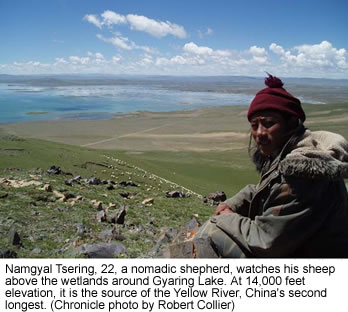 Namgyal Tsering, 22, a nomadic shepherd, watches his sheep
above the wetlands around Gyaring Lake. At 14,000 feet
elevation, it is the source of the Yellow River, China's second
longest. (Chronicle photo by Robert Collier)